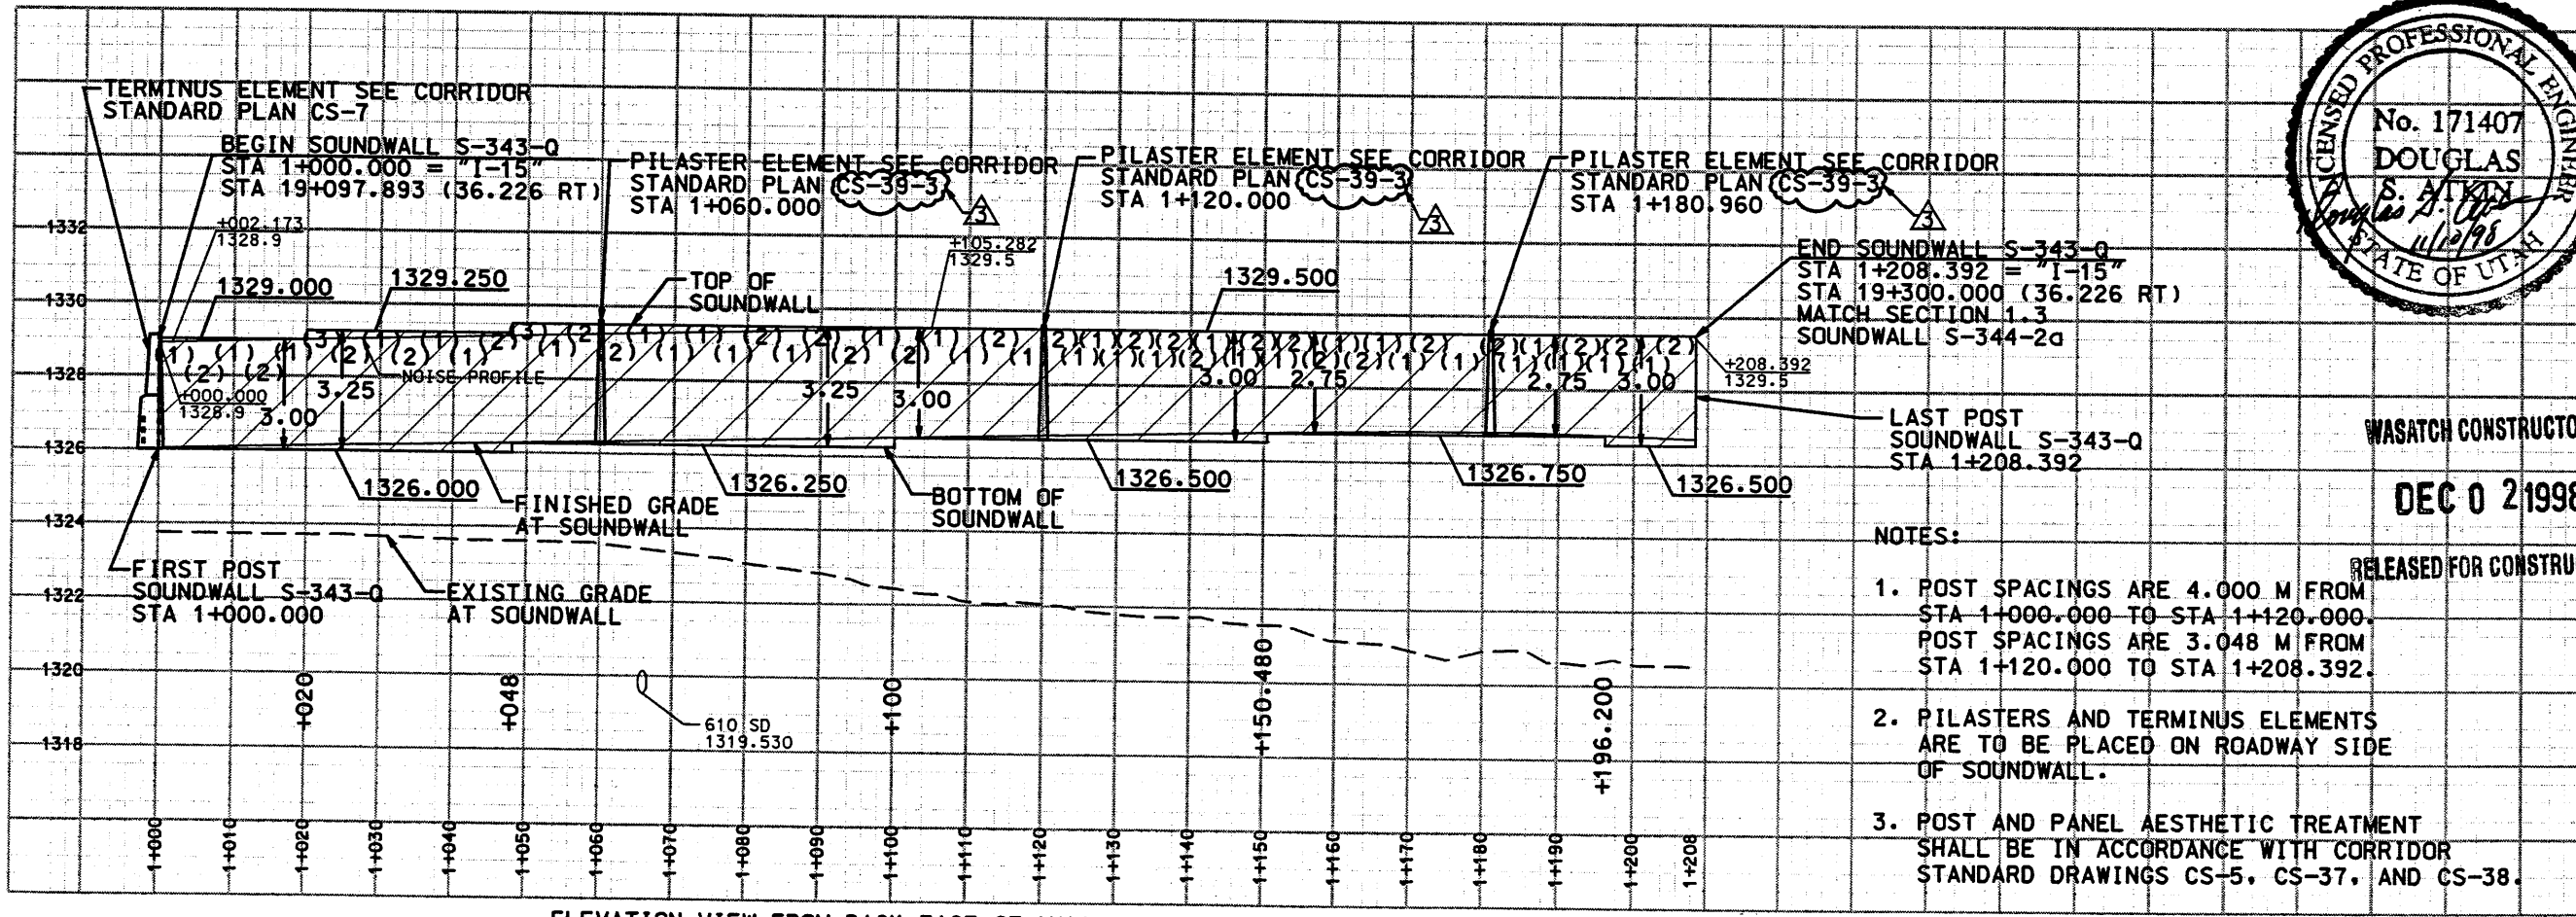 TERMINUS ELEMENT SEE CORRIDOR
STANDARD PLAN CS-7
BEGIN SOUNDWALL S-343-Q
STA 1+000.000 = "I-15"
STA 19+097.893 (36.226 RT)
+002.173
1328.9
PILASTER ELEMENT SEE CORRIDOR
STANDARD PLAN CS-39-3
STA 1+060.000
3
+105.282
1329.5
PILASTER ELEMENT SEE CORRIDOR
STANDARD PLAN CS-39-3
STA 1+120.000
3
PILASTER ELEMENT SEE CORRIDOR
STANDARD PLAN CS-39-3
STA 1+180.960
3
END SOUNDWALL S-343-Q
STA 1+208.392 = "I-15"
STA 19+300.000 (36.226 RT)
MATCH SECTION 1.3
SOUNDWALL S-344-2a
LICENSED PROFESSIONAL ENGINEER
No. 171407
DOUGLAS
S. ATKIN
11/10/98
STATE OF UTAH
1332
1330
1328
1326
1324
1322
1320
1318
1329.000
1329.250
TOP OF
SOUNDWALL
1329.500
NOISE PROFILE
+000.000
1328.9
3.00
3.25
3.25
3.00
3.00
2.75
2.75
3.00
+208.392
1329.5
LAST POST
SOUNDWALL S-343-Q
STA 1+208.392
1326.000
FINISHED GRADE
AT SOUNDWALL
1326.250
BOTTOM OF
SOUNDWALL
1326.500
1326.750
1326.500
FIRST POST
SOUNDWALL S-343-Q
STA 1+000.000
EXISTING GRADE
AT SOUNDWALL
610 SD
1319.530
+020
+048
+100
+150.480
+196.200
1+000
1+010
1+020
1+030
1+040
1+050
1+060
1+070
1+080
1+090
1+100
1+110
1+120
1+130
1+140
1+150
1+160
1+170
1+180
1+190
1+200
1+208
WASATCH CONSTRUCTO
DEC 0 2 1998
RELEASED FOR CONSTRU
NOTES:
1. POST SPACINGS ARE 4.000 M FROM
STA 1+000.000 TO STA 1+120.000.
POST SPACINGS ARE 3.048 M FROM
STA 1+120.000 TO STA 1+208.392.
2. PILASTERS AND TERMINUS ELEMENTS
ARE TO BE PLACED ON ROADWAY SIDE
OF SOUNDWALL.
3. POST AND PANEL AESTHETIC TREATMENT
SHALL BE IN ACCORDANCE WITH CORRIDOR
STANDARD DRAWINGS CS-5, CS-37, AND CS-38.